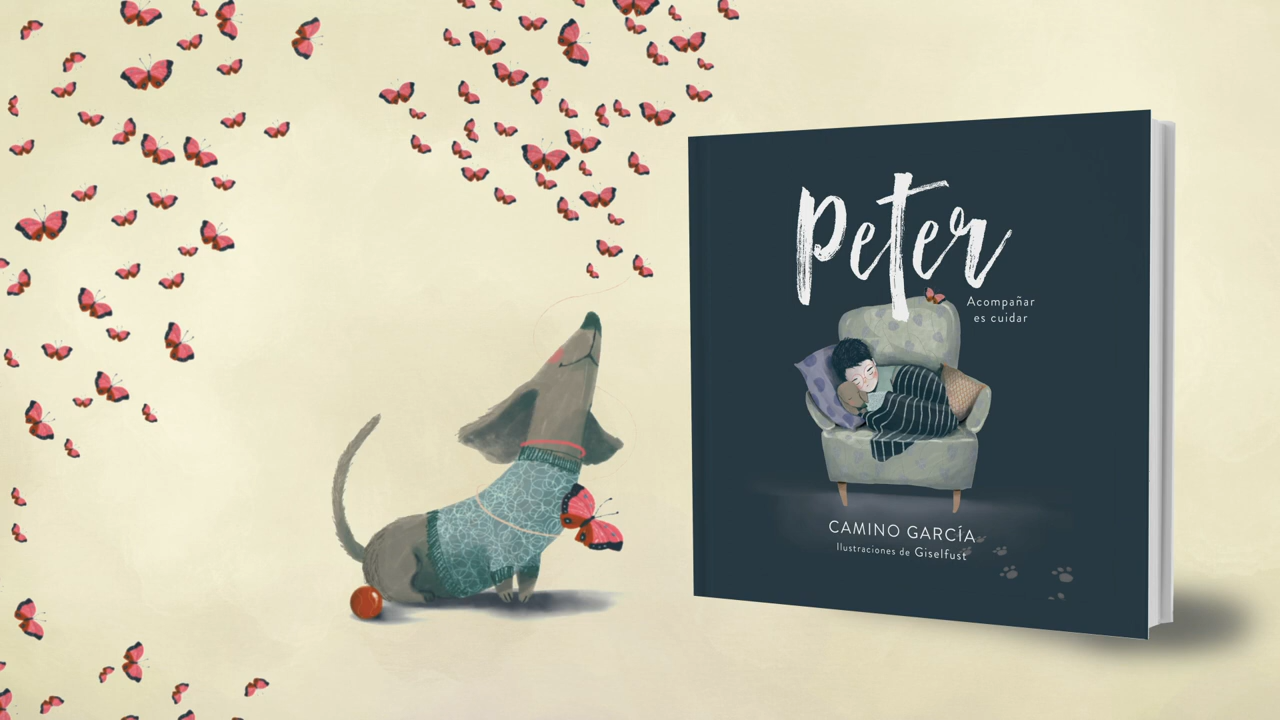 Peter
Acompañar
es cuidar
CAMINO GARCÍA
Ilustraciones de Giselfust